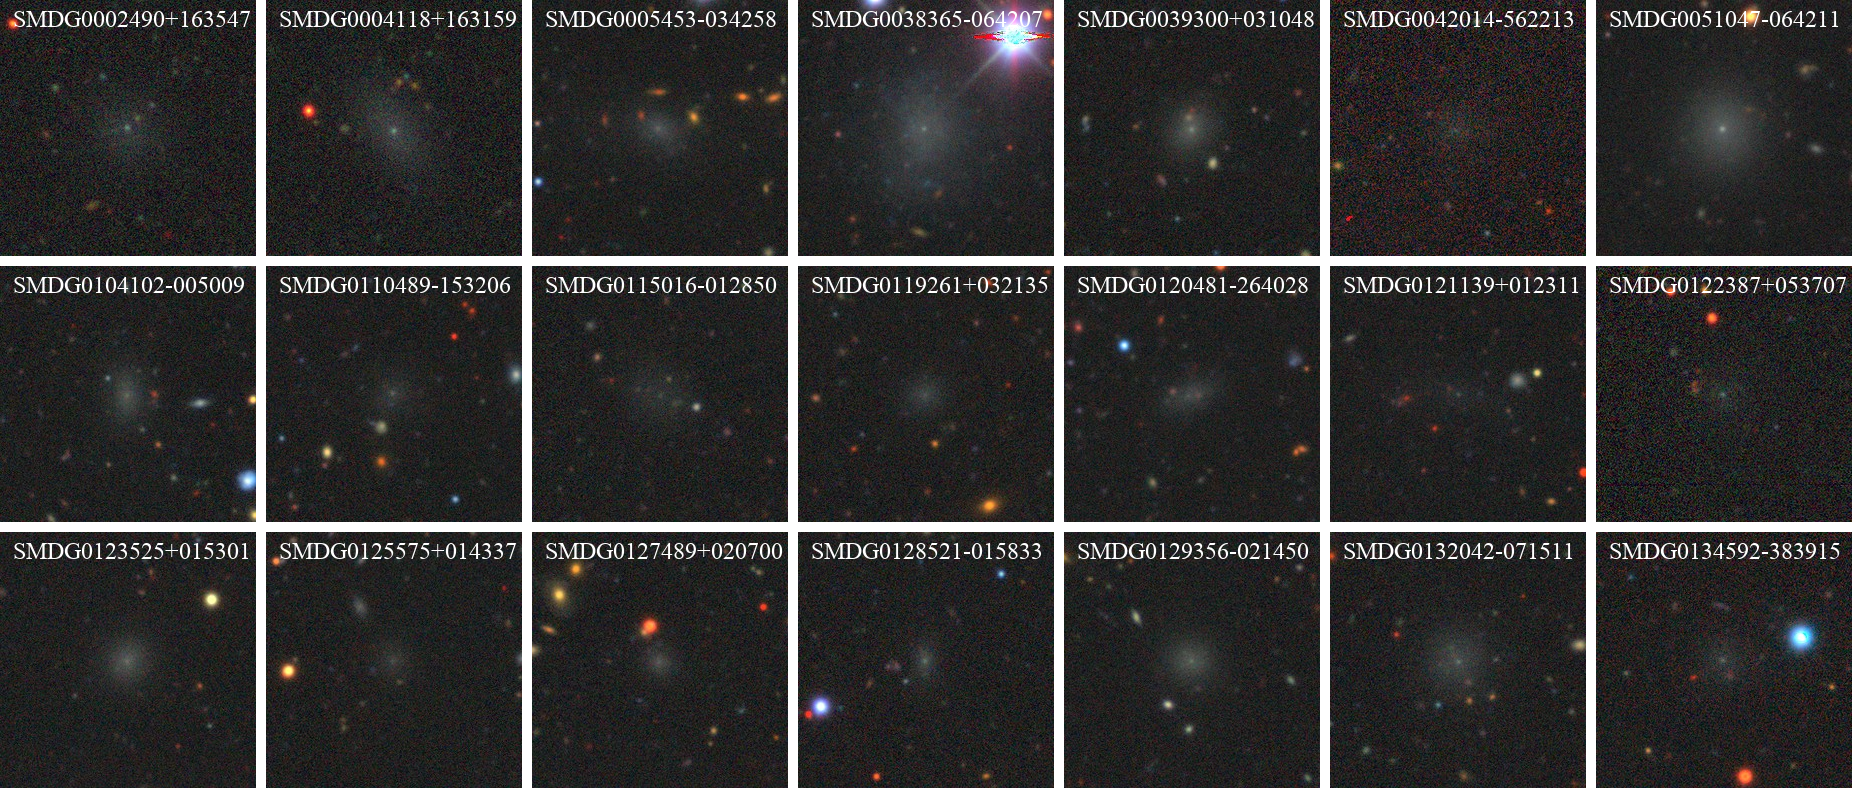 SMDG0002490+163547
SMDG0004118+163159
SMDG0005453-034258
SMDG0038365-064207
SMDG0039300+031048
SMDG0042014-562213
SMDG0051047-064211
SMDG0104102-005009
SMDG0110489-153206
SMDG0115016-012850
SMDG0119261+032135
SMDG0120481-264028
SMDG0121139+012311
SMDG0122387+053707
SMDG0123525+015301
SMDG0125575+014337
SMDG0127489+020700
SMDG0128521-015833
SMDG0129356-021450
SMDG0132042-071511
SMDG0134592-383915